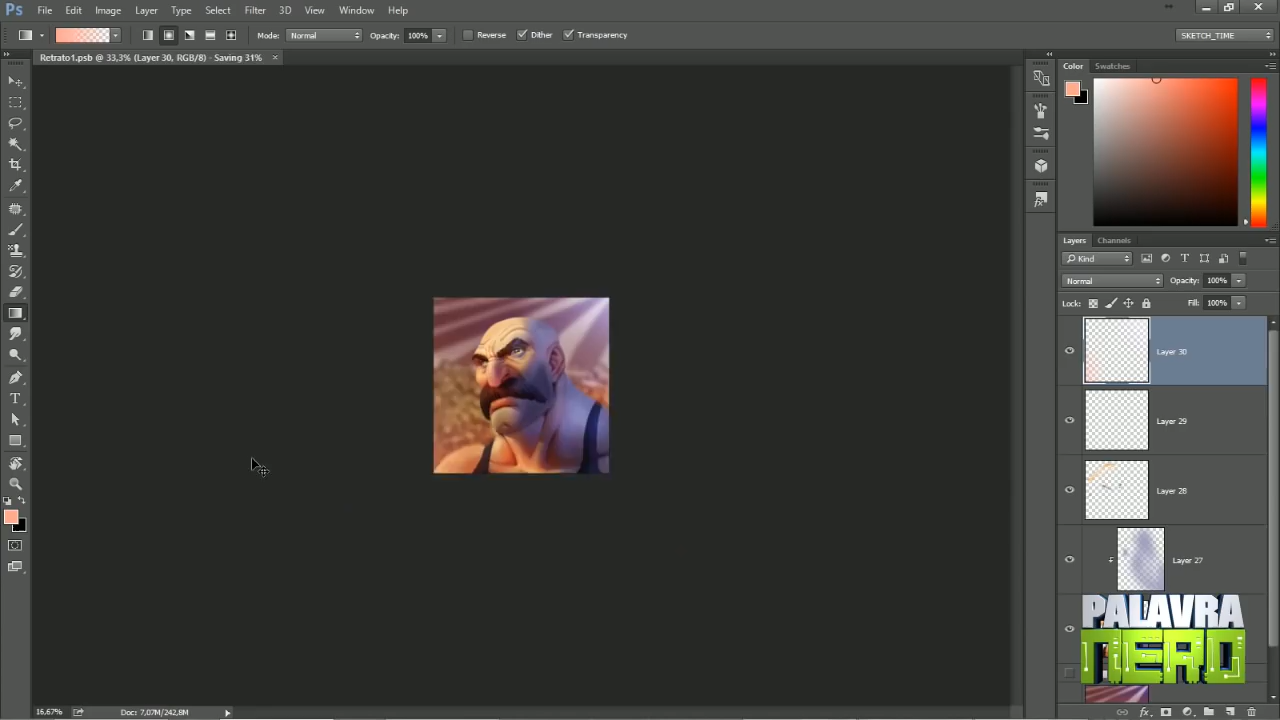 Ps File Edit Image Layer Type Select Filter 3D View Window Help
Mode: Normal Opacity: 100% Reverse Dither Transparency SKETCH_TIME
Retrato1.psb @ 33,3% (Layer 30, RGB/8) - Saving 31% ×
Color Swatches
Layers Channels
Kind
Normal Opacity: 100%
Lock: Fill: 100%
Layer 30
Layer 29
Layer 28
Layer 27
PALAVRA
NERD
16.67% Doc: 7,07M/242,8M